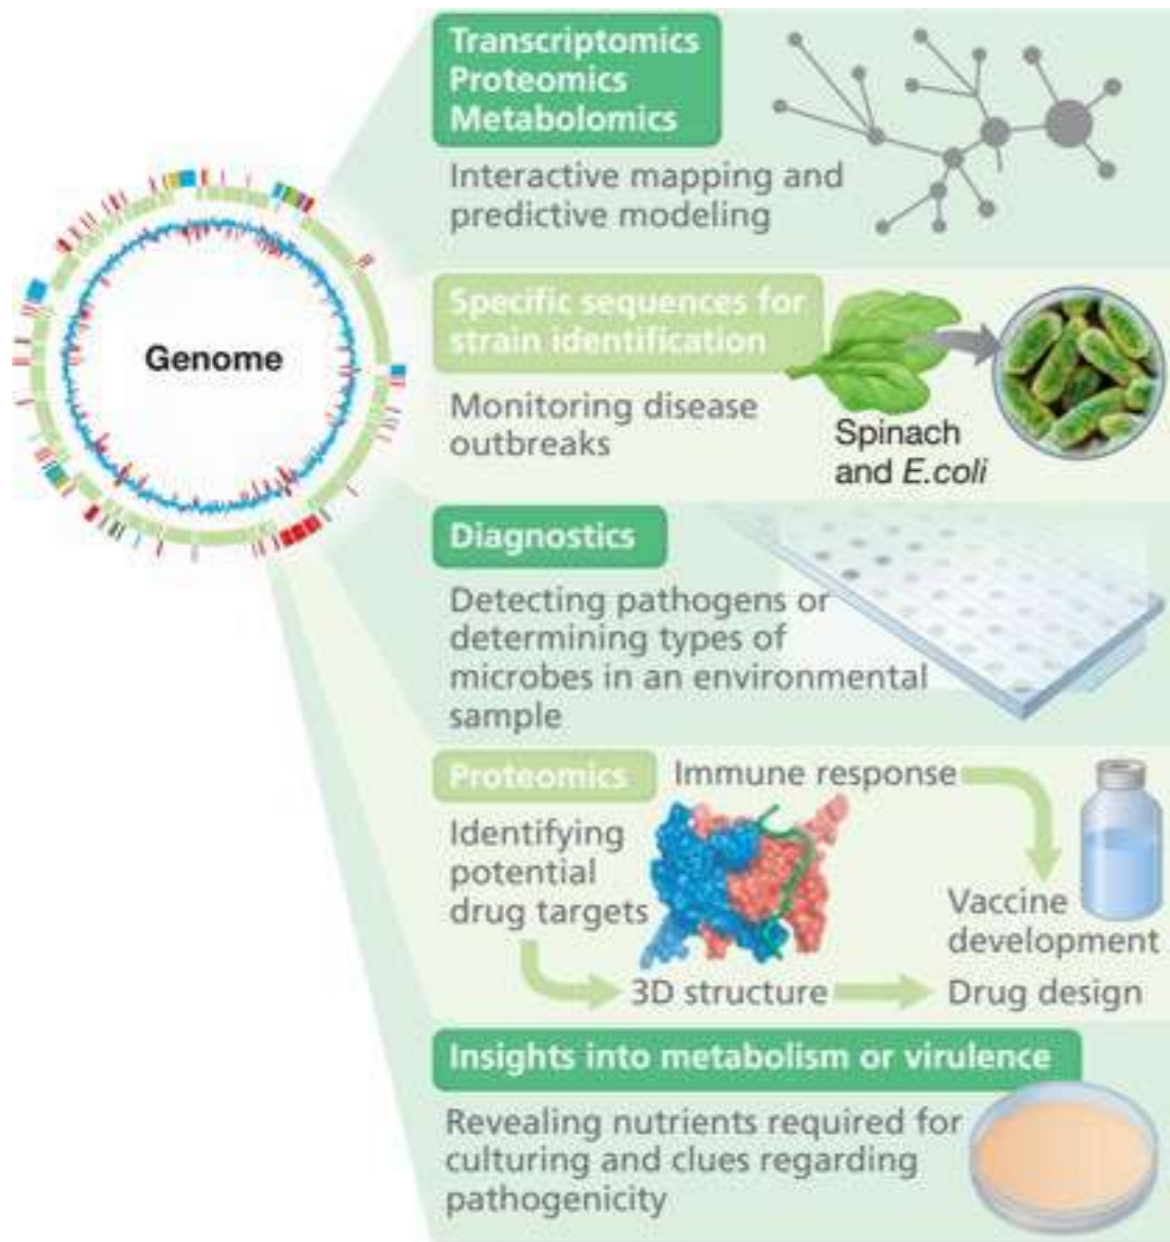 Transcriptomics
Proteomics
Metabolomics
Interactive mapping and
predictive modeling
Genome
Specific sequences for
strain identification
Monitoring disease
outbreaks
Spinach
and E.coli
Diagnostics
Detecting pathogens or
determining types of
microbes in an environmental
sample
Proteomics
Immune response
Identifying
potential
drug targets
Vaccine
development
3D structure
Drug design
Insights into metabolism or virulence
Revealing nutrients required for
culturing and clues regarding
pathogenicity